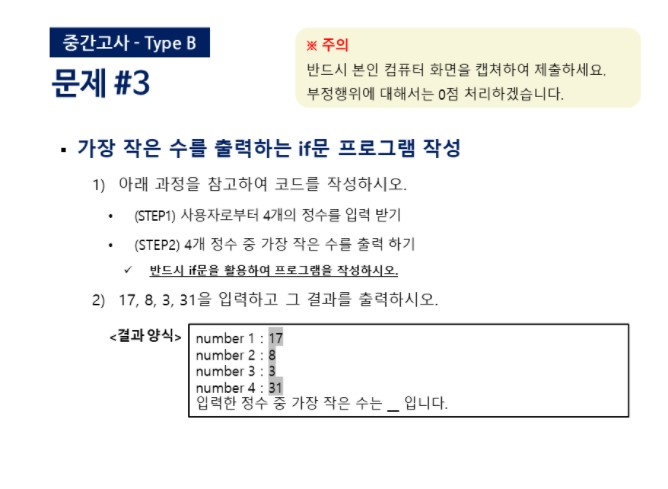 중간고사 - Type B
문제 #3
※ 주의
반드시 본인 컴퓨터 화면을 캡쳐하여 제출하세요.
부정행위에 대해서는 0점 처리하겠습니다.
▪ 가장 작은 수를 출력하는 if문 프로그램 작성
1) 아래 과정을 참고하여 코드를 작성하시오.
• (STEP1) 사용자로부터 4개의 정수를 입력 받기
• (STEP2) 4개 정수 중 가장 작은 수를 출력 하기
✓ 반드시 if문을 활용하여 프로그램을 작성하시오.
2) 17, 8, 3, 31을 입력하고 그 결과를 출력하시오.
<결과 양식>
number 1 : 17
number 2 : 8
number 3 : 3
number 4 : 31
입력한 정수 중 가장 작은 수는 __ 입니다.